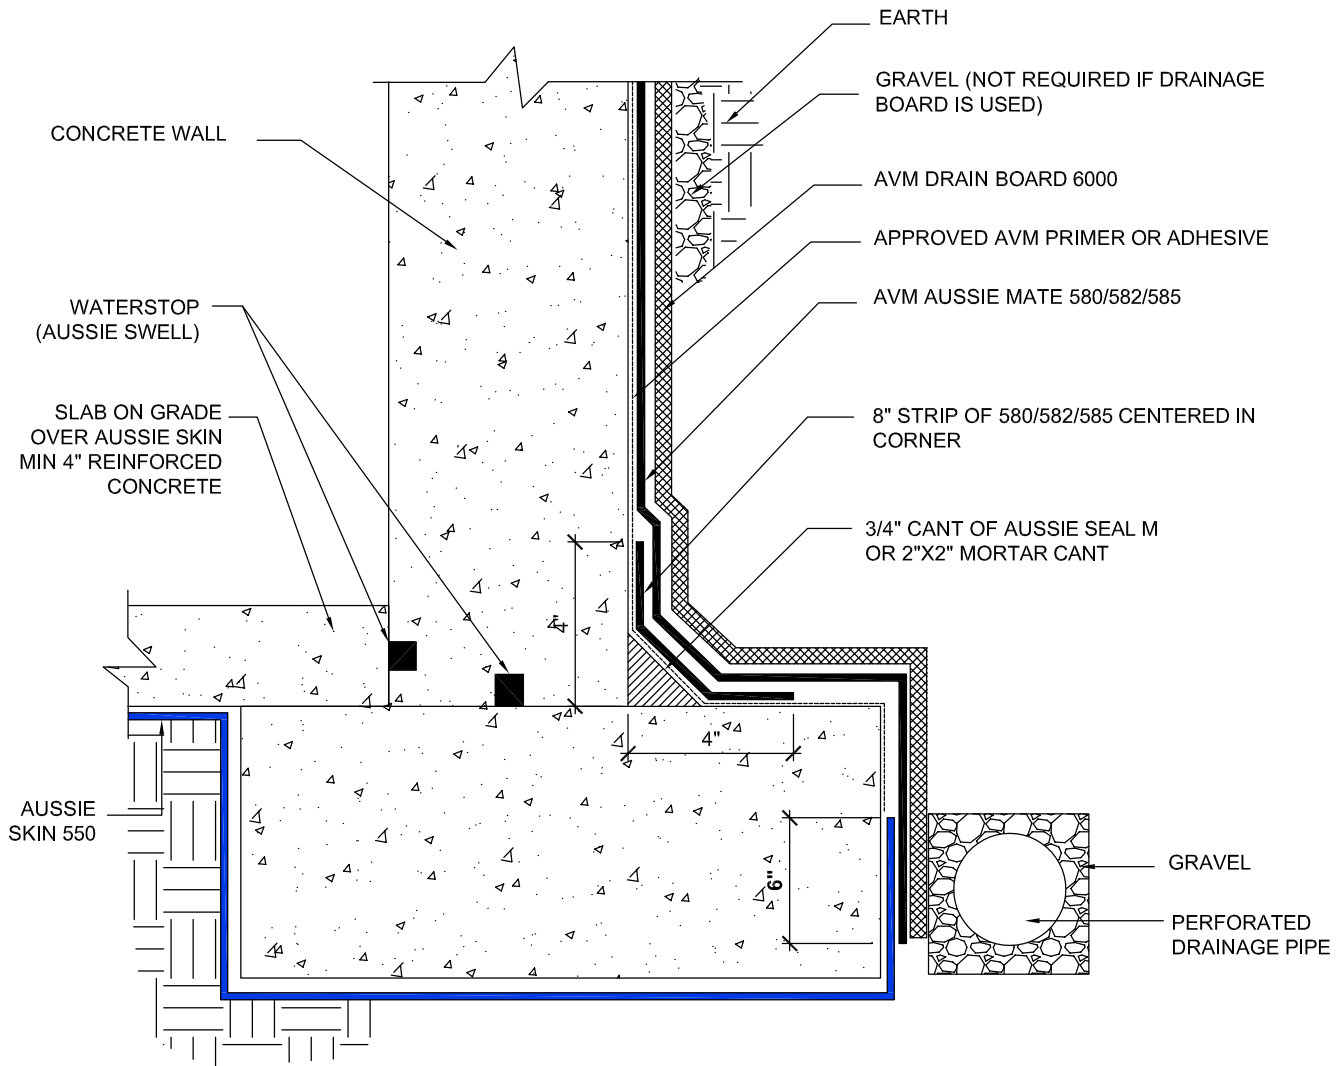 EARTH
GRAVEL (NOT REQUIRED IF DRAINAGE
BOARD IS USED)
CONCRETE WALL
AVM DRAIN BOARD 6000
APPROVED AVM PRIMER OR ADHESIVE
AVM AUSSIE MATE 580/582/585
WATERSTOP
(AUSSIE SWELL)
SLAB ON GRADE
OVER AUSSIE SKIN
MIN 4" REINFORCED
CONCRETE
8" STRIP OF 580/582/585 CENTERED IN
CORNER
3/4" CANT OF AUSSIE SEAL M
OR 2"X2" MORTAR CANT
4"
4"
AUSSIE
SKIN 550
6"
GRAVEL
PERFORATED
DRAINAGE PIPE